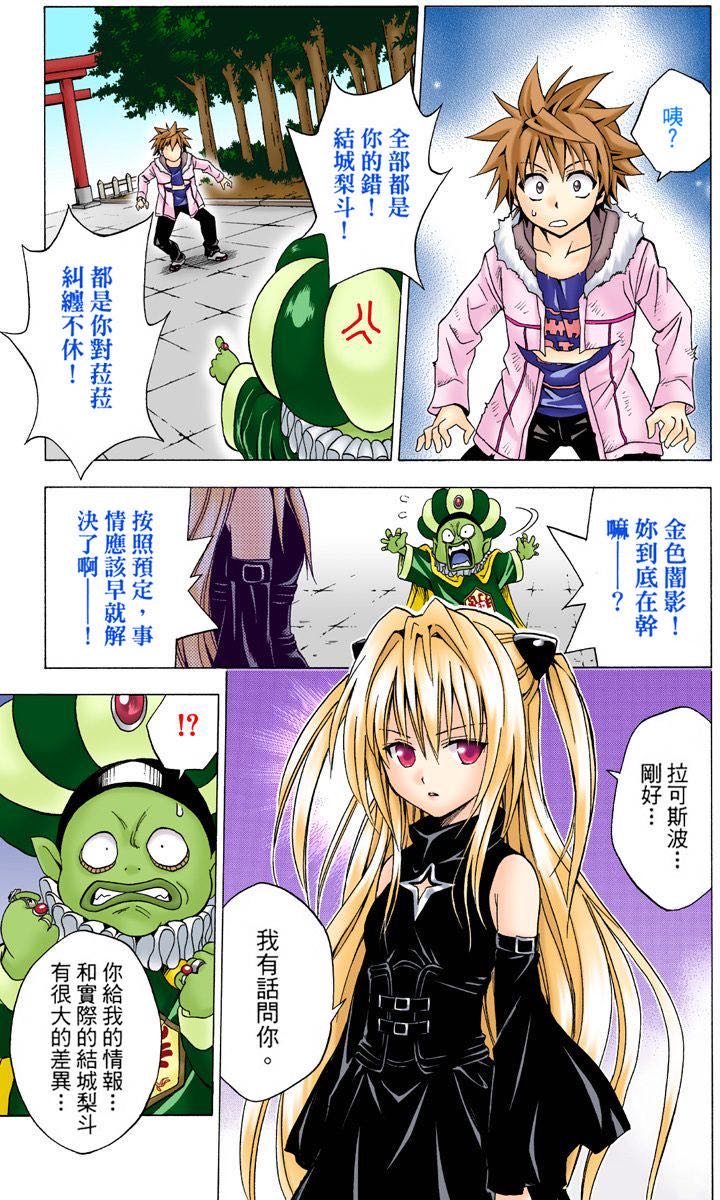 咦?
全部都是
你的錯!
結城梨斗!
都是你對菈菈
糾纏不休!
金色闇影!
妳到底在幹
嘛——?
按照預定，事
情應該早就解
決了啊——!
拉可斯波…
剛好…
我有話問你。
!?
你給我的情報…
和實際的結城梨斗
有很大的差異…